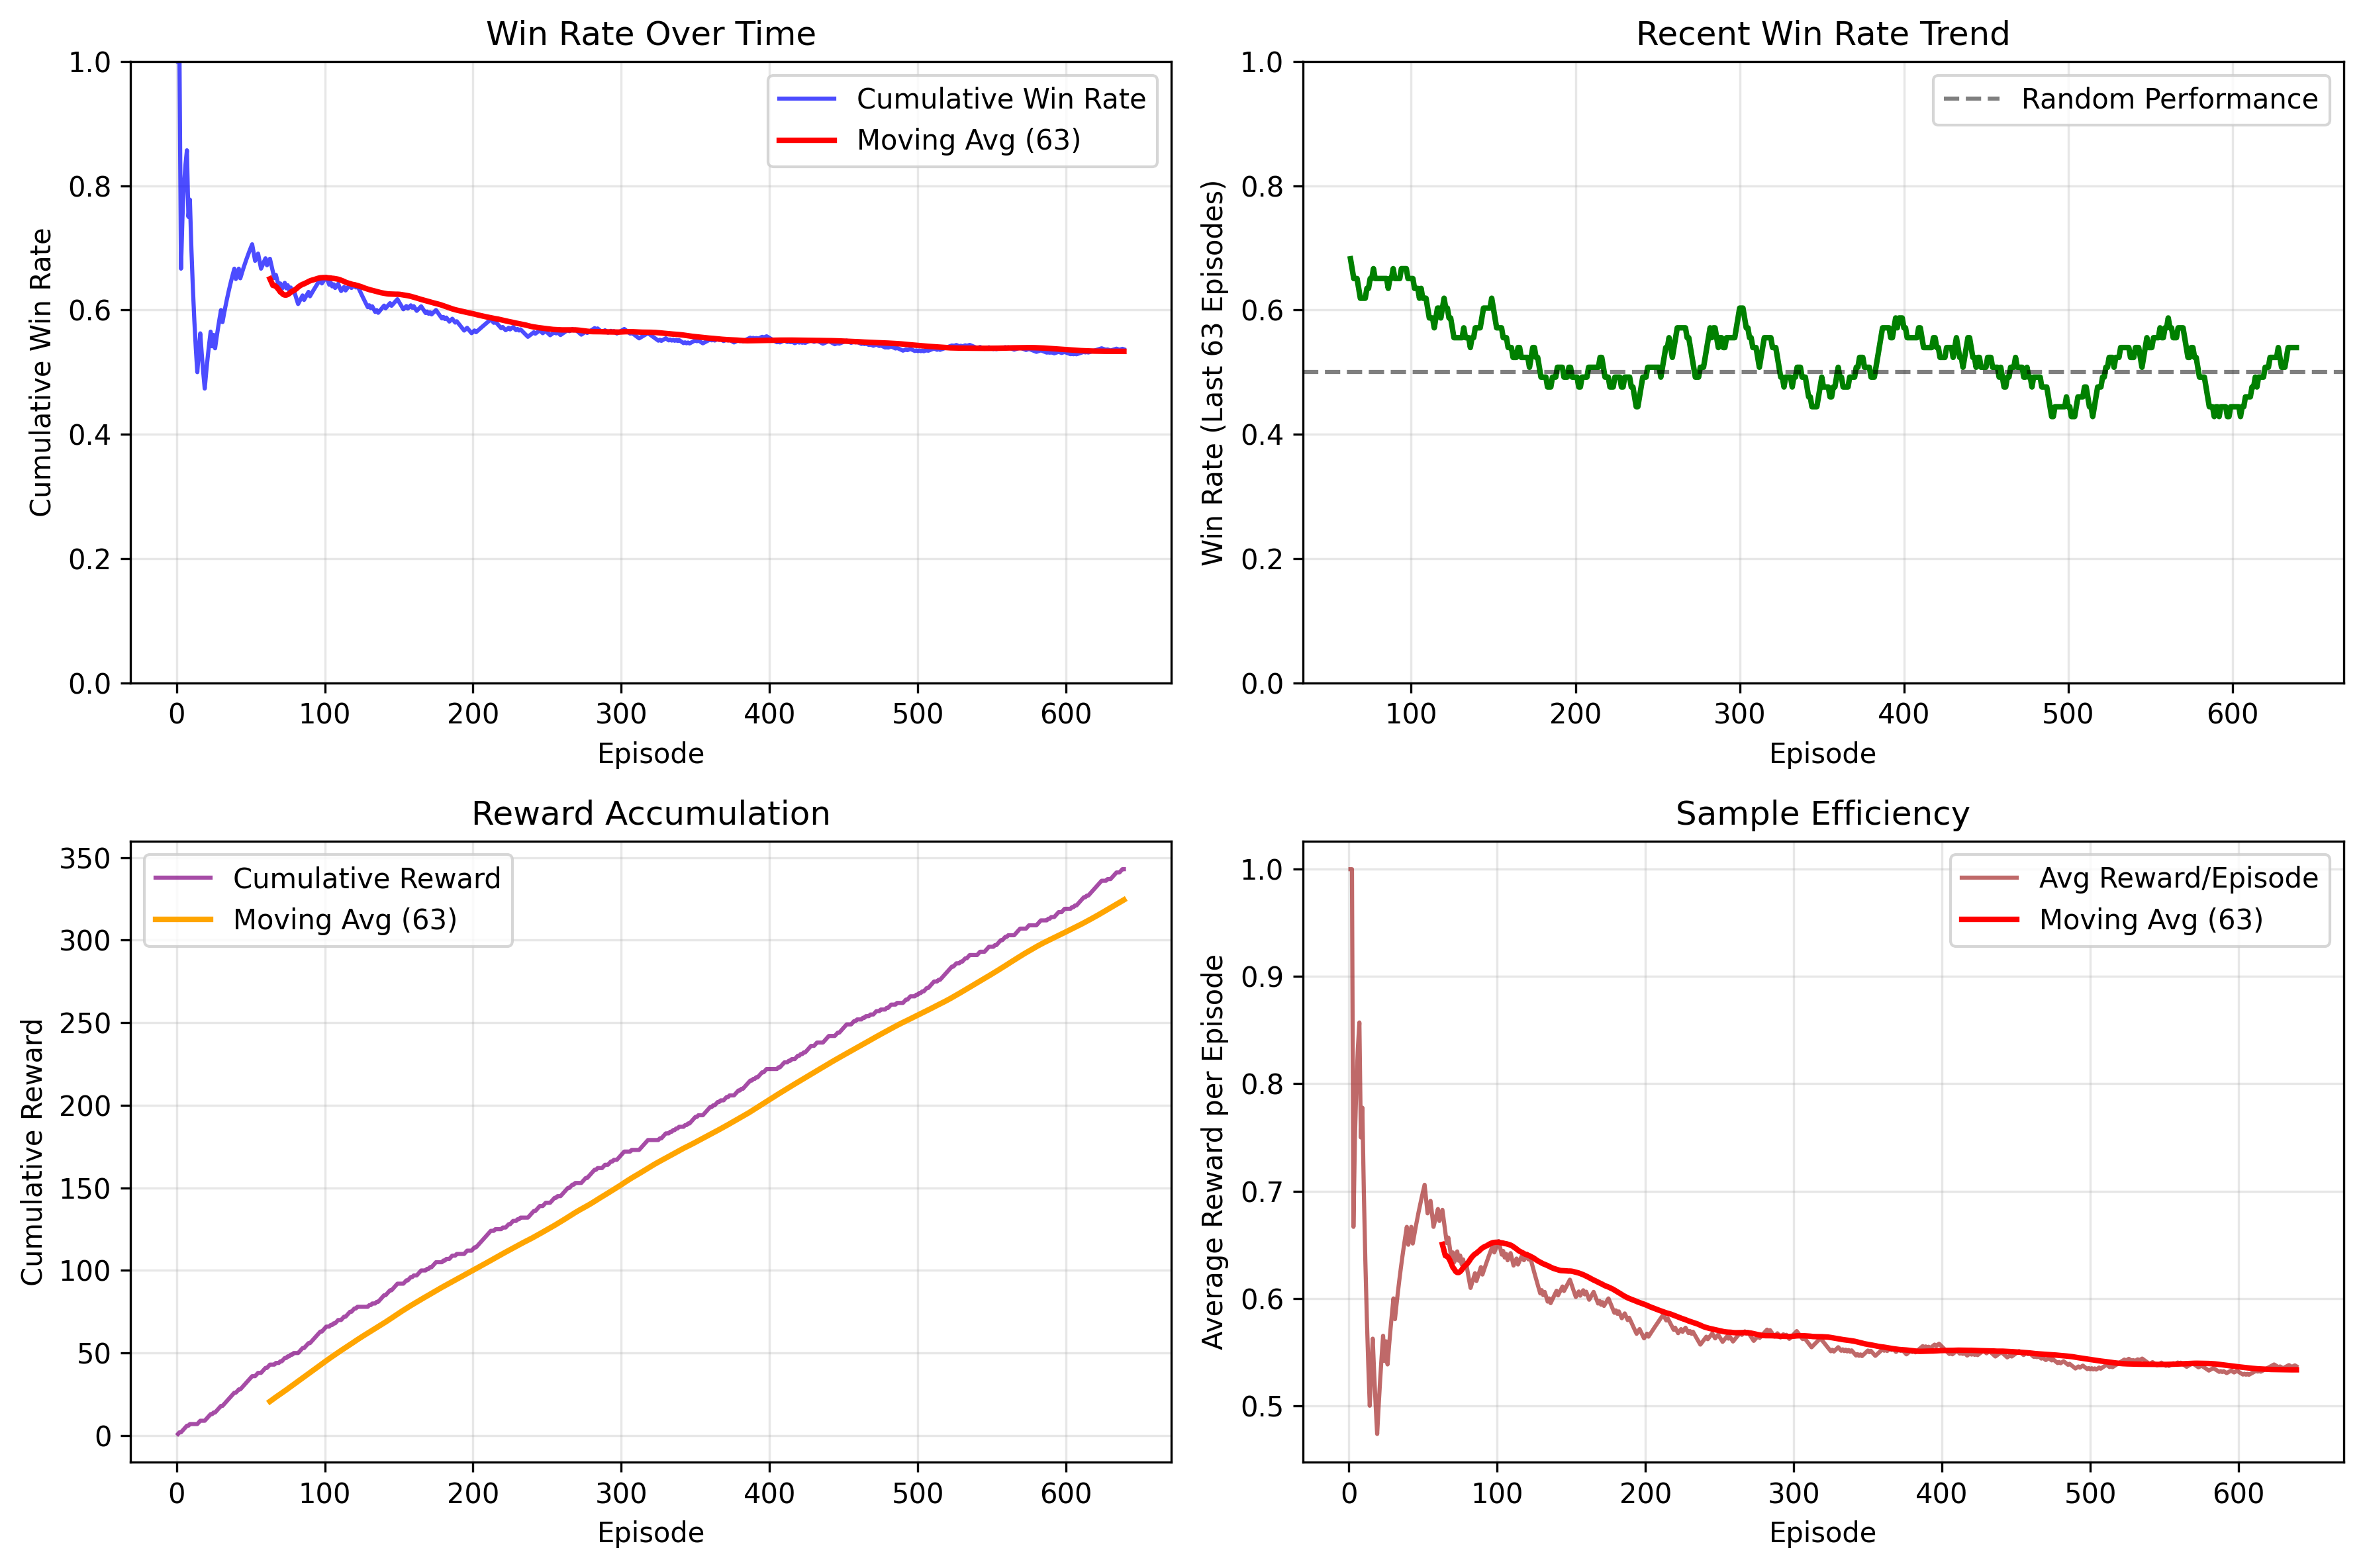 Win Rate Over Time
Cumulative Win Rate
1.0
0.8
0.6
0.4
0.2
0.0
Cumulative Win Rate
Moving Avg (63)
0 100 200 300 400 500 600
Episode
Recent Win Rate Trend
Win Rate (Last 63 Episodes)
1.0
0.8
0.6
0.4
0.2
0.0
Random Performance
100 200 300 400 500 600
Episode
Reward Accumulation
Cumulative Reward
350
300
250
200
150
100
50
0
Cumulative Reward
Moving Avg (63)
0 100 200 300 400 500 600
Episode
Sample Efficiency
Average Reward per Episode
1.0
0.9
0.8
0.7
0.6
0.5
Avg Reward/Episode
Moving Avg (63)
0 100 200 300 400 500 600
Episode